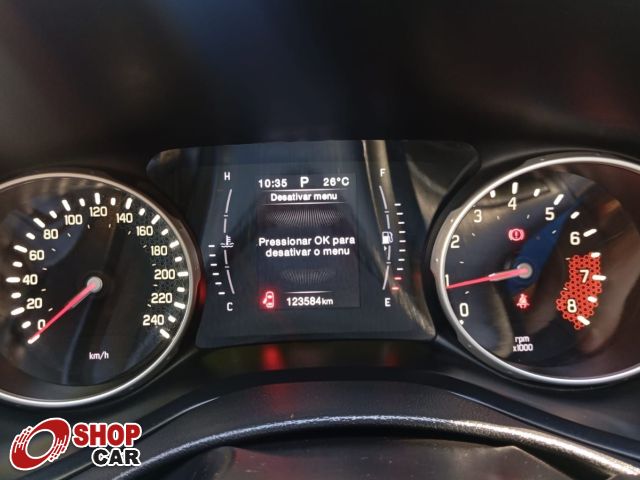 0 20 40 60 80 100 120 140 160 180 200 220 240
km/h
H
C
10:35 P 26°C
Desativar menu
Pressionar OK para
desativar o menu
123584km
F
E
0 1 2 3 4 5 6 7 8
rpm
x1000
SHOP
CAR